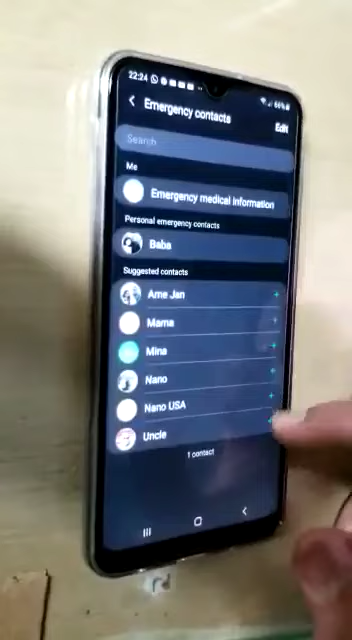 22:24
66%
Emergency contacts
Edit
Search
Me
Emergency medical information
Personal emergency contacts
Baba
Suggested contacts
Ame Jan
Mama
Mina
Nano
Nano USA
Uncle
1 contact